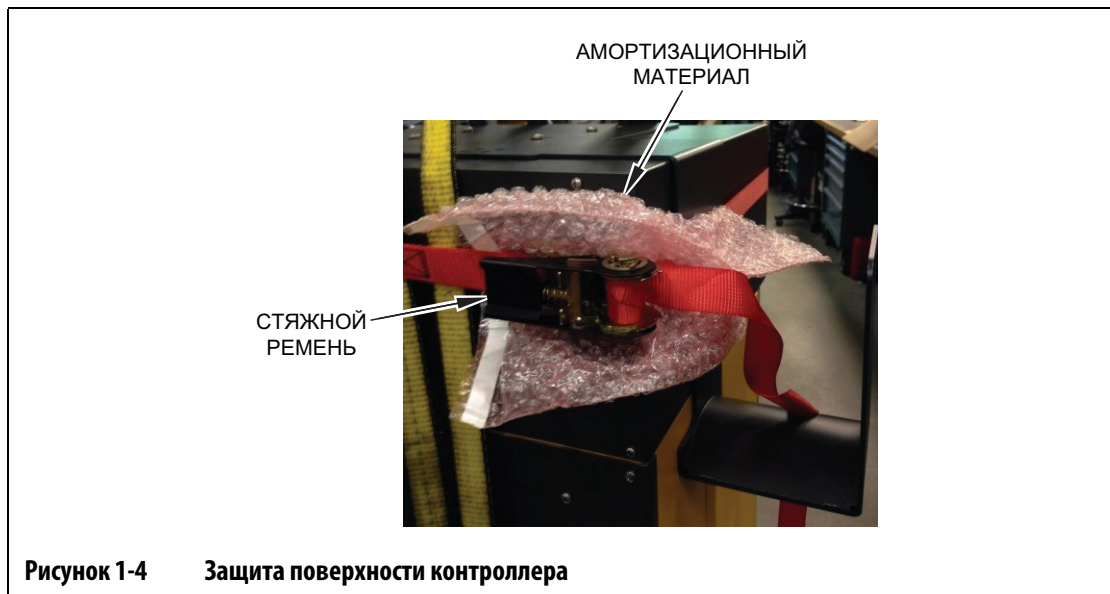 АМОРТИЗАЦИОННЫЙ
МАТЕРИАЛ
СТЯЖНОЙ
РЕМЕНЬ
Рисунок 1-4 Защита поверхности контроллера